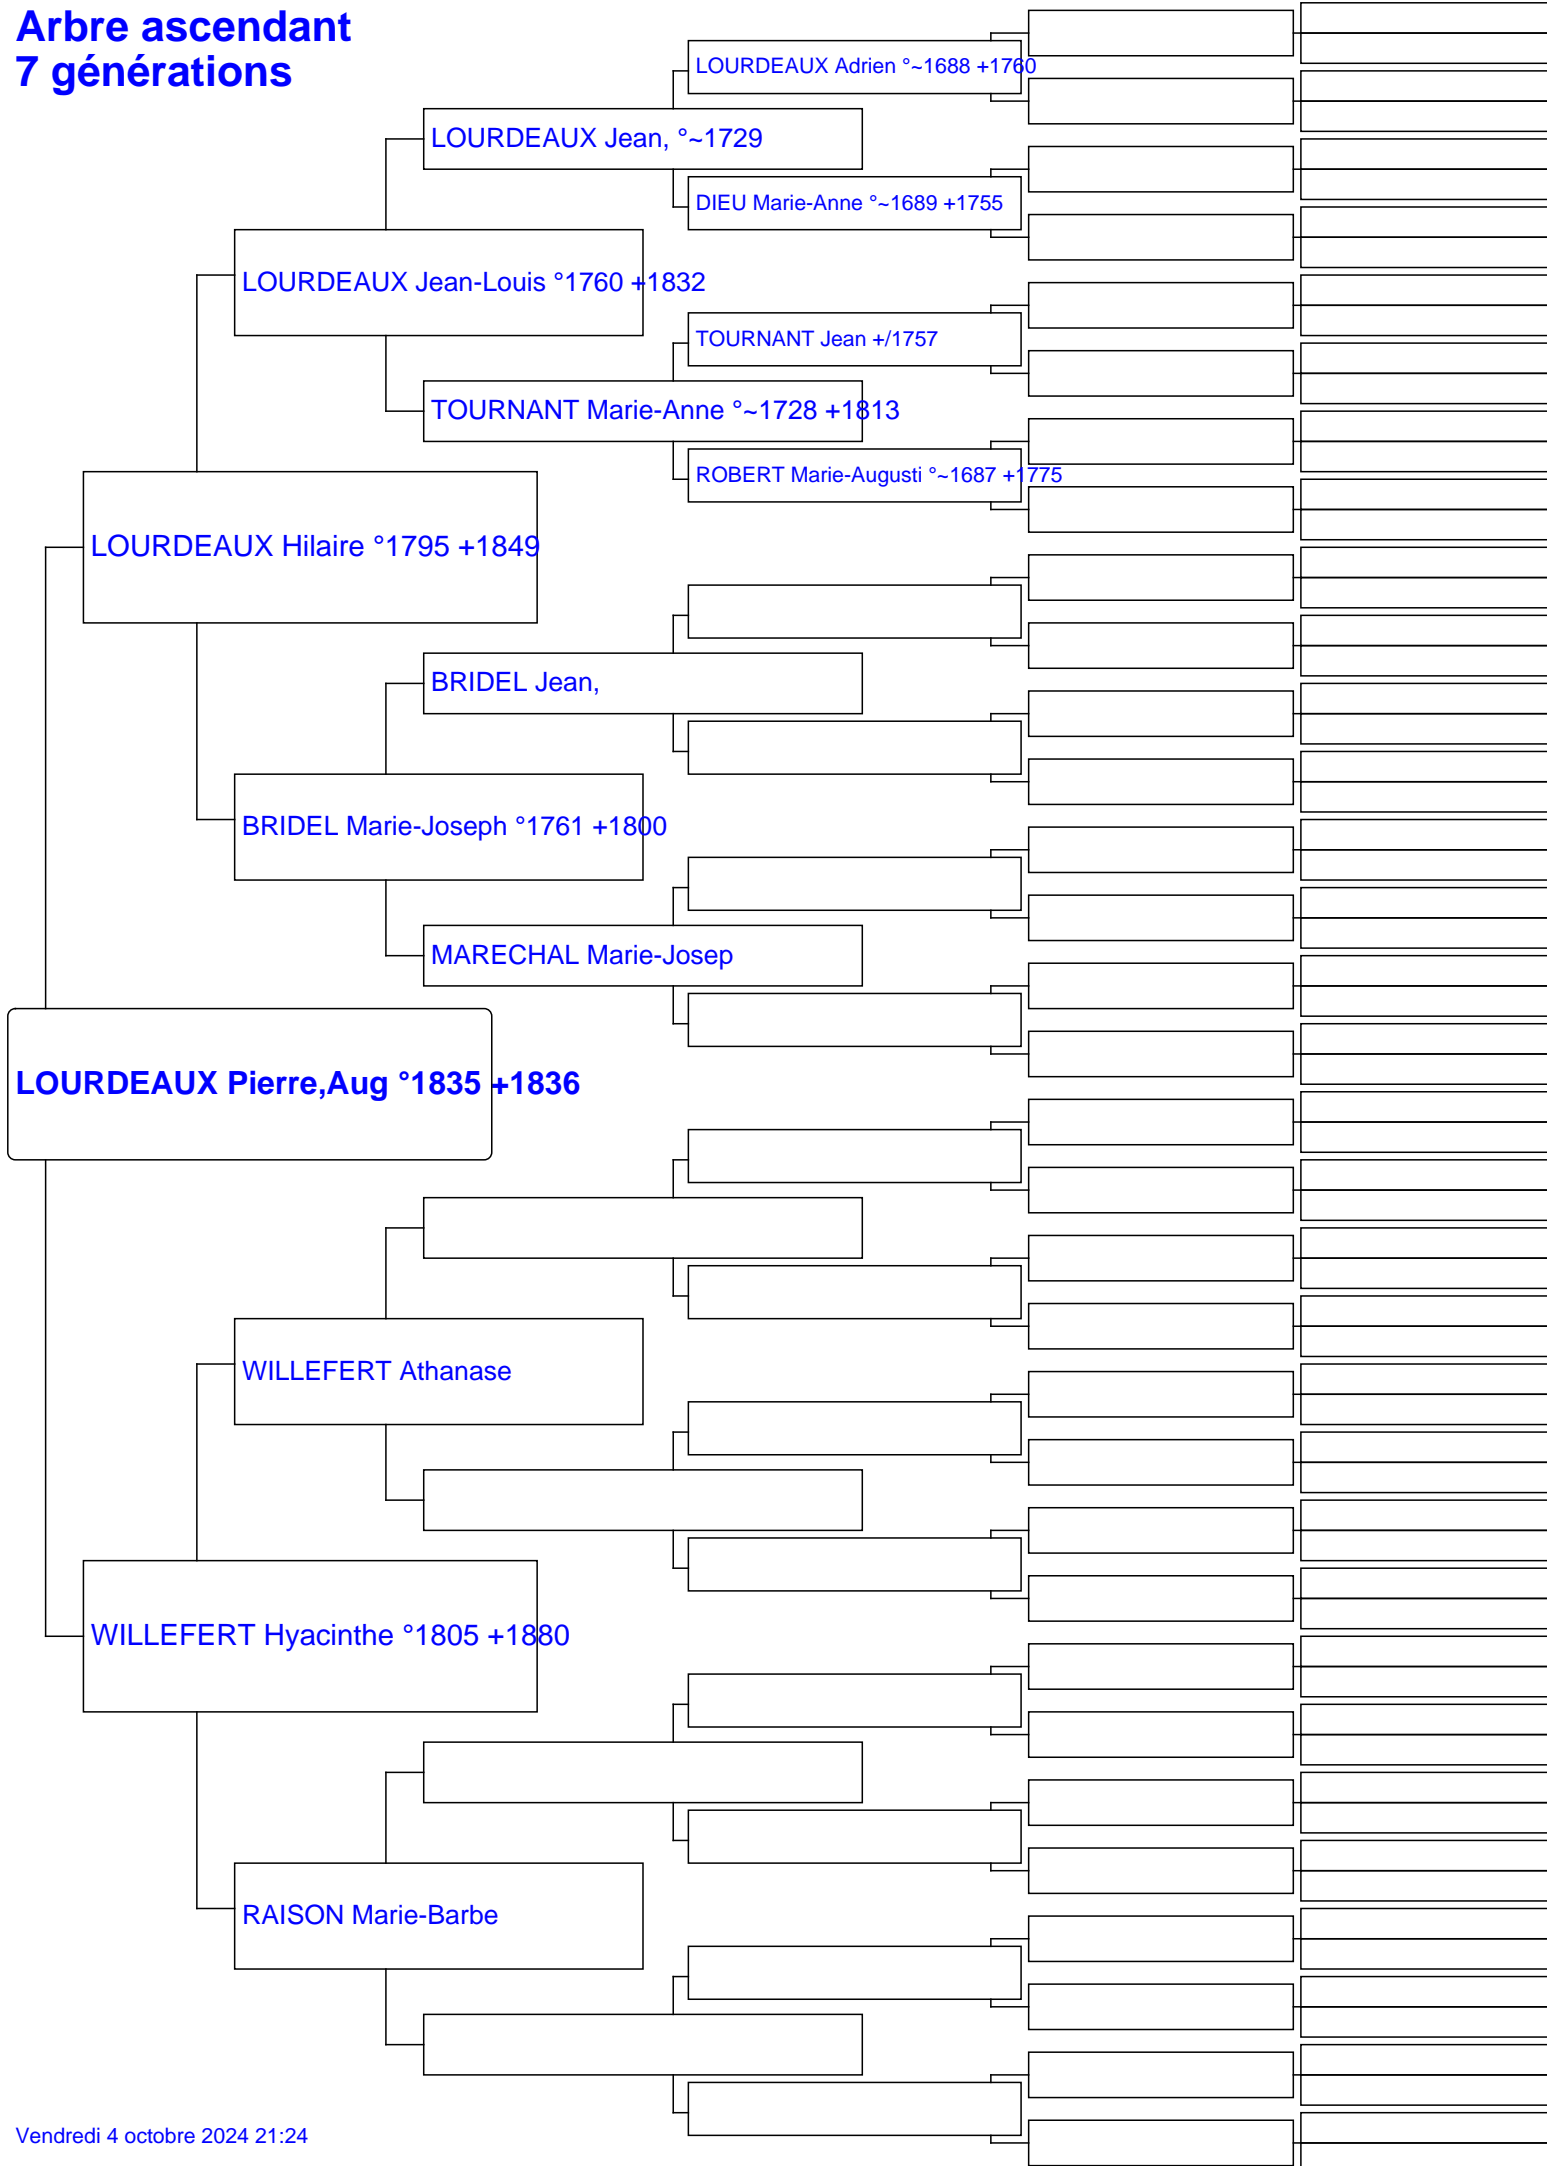 Arbre ascendant
7 générations
LOURDEAUX Adrien °~1688 +1760
LOURDEAUX Jean, °~1729
DIEU Marie-Anne °~1689 +1755
LOURDEAUX Jean-Louis °1760 +1832
TOURNANT Jean +/1757
TOURNANT Marie-Anne °~1728 +1813
ROBERT Marie-Augusti °~1687 +1775
LOURDEAUX Hilaire °1795 +1849
BRIDEL Jean,
BRIDEL Marie-Joseph °1761 +1800
MARECHAL Marie-Josep
LOURDEAUX Pierre,Aug °1835 +1836
WILLEFERT Athanase
WILLEFERT Hyacinthe °1805 +1880
RAISON Marie-Barbe
Vendredi 4 octobre 2024 21:24